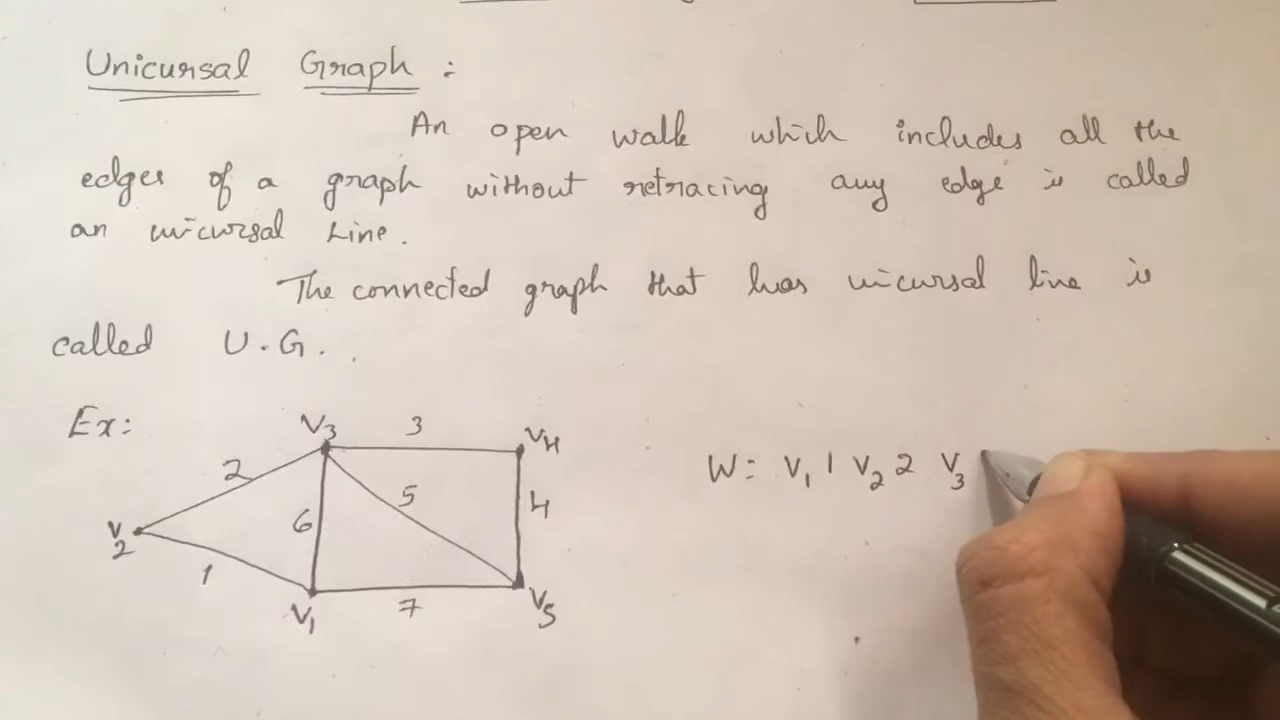 Unicursal Graph :
An open walk which includes all the
edges of a graph without retracing any edge is called
an unicursal Line.
The connected graph that has unicursal line is
called U.G.
Ex:
V3 3 V4
2
5
4
W: V1 1 V2 2 V3
6
V2
1
V1 7 V5